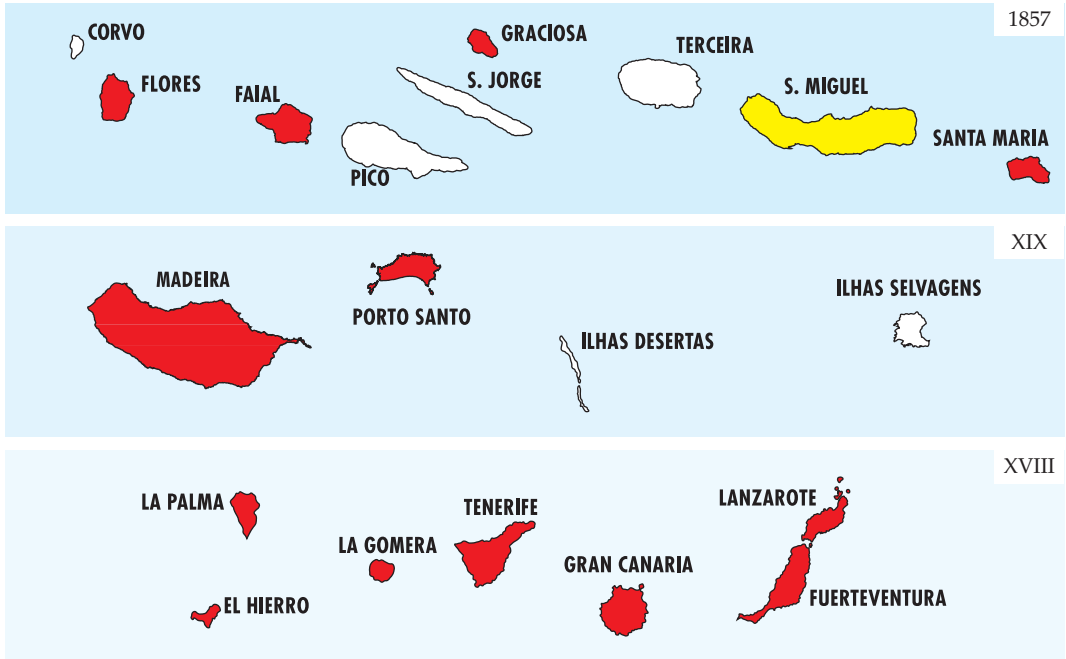 1857
CORVO
GRACIOSA
TERCEIRA
FLORES
FAIAL
S. JORGE
S. MIGUEL
SANTA MARIA
PICO
XIX
MADEIRA
PORTO SANTO
ILHAS DESERTAS
ILHAS SELVAGENS
XVIII
LA PALMA
TENERIFE
LANZAROTE
LA GOMERA
GRAN CANARIA
EL HIERRO
FUERTEVENTURA